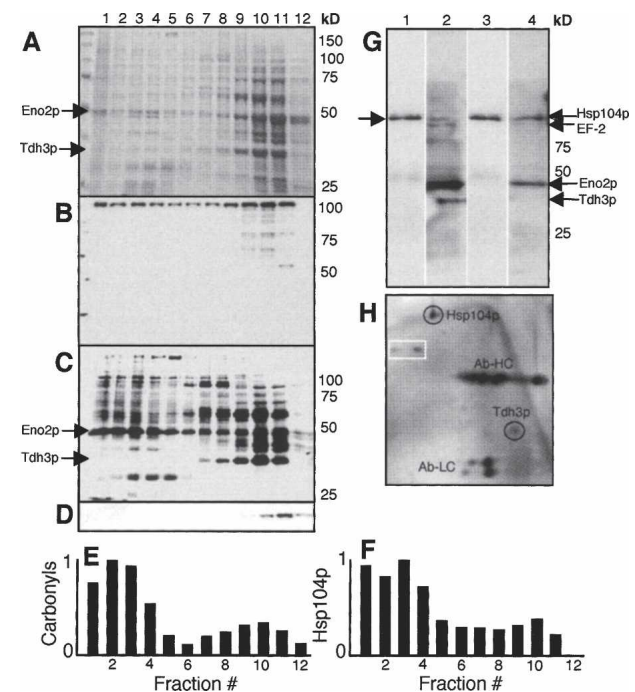 A
1 2 3 4 5 6 7 8 9 10 11 12 kD
150
100
75
Eno2p
50
Tdh3p
25
B
100
75
50
C
100
75
Eno2p
50
Tdh3p
25
D
E
Carbonyls
1
0
2 4 6 8 10 12
Fraction #
F
Hsp104p
1
0
2 4 6 8 10 12
Fraction #
G
1 2 3 4 kD
Hsp104p
EF-2
75
50
Eno2p
Tdh3p
25
H
Hsp104p
Ab-HC
Tdh3p
Ab-LC